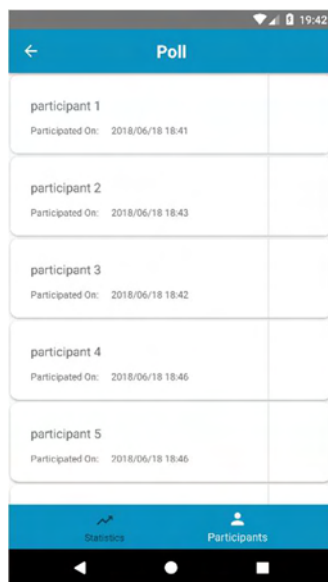 19:42
Poll
participant 1
Participated On: 2018/06/18 18:41
participant 2
Participated On: 2018/06/18 18:43
participant 3
Participated On: 2018/06/18 18:42
participant 4
Participated On: 2018/06/18 18:46
participant 5
Participated On: 2018/06/18 18:46
Statistics Participants